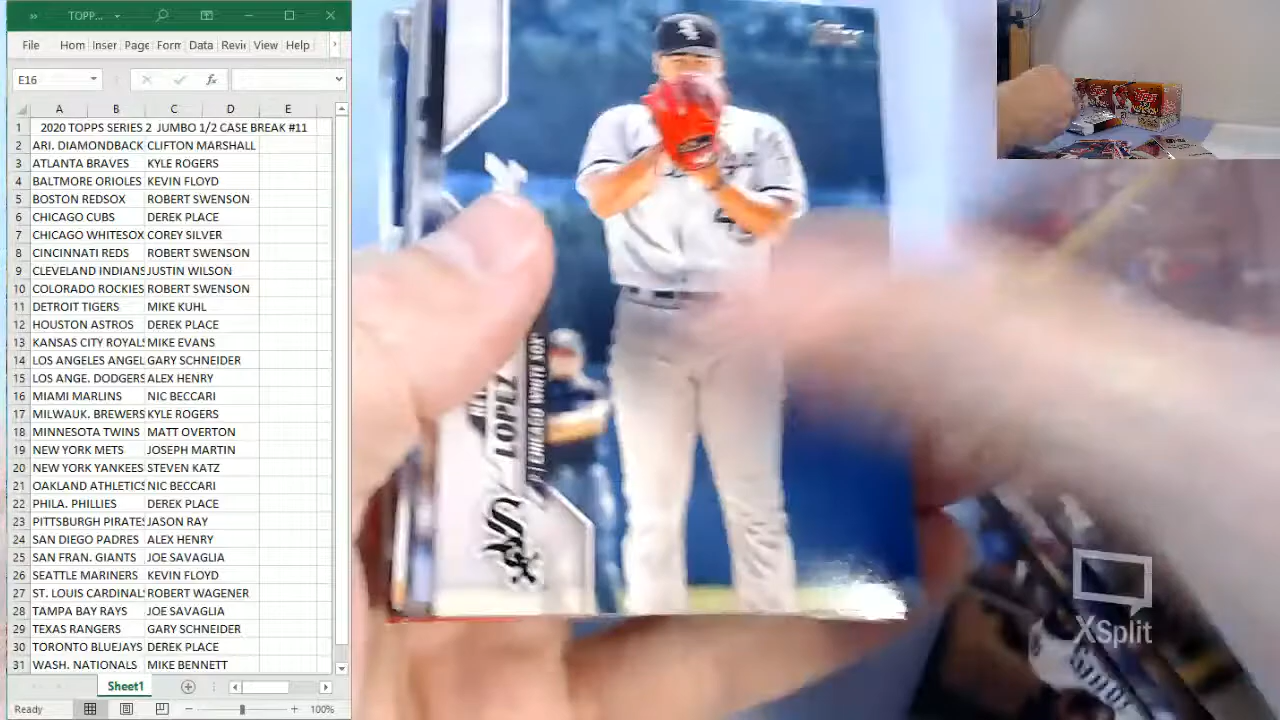 TOPP...
File Hom Inser Page Form Data Revi View Help
E16
fx
A B C D E
1 2020 TOPPS SERIES 2 JUMBO 1/2 CASE BREAK #11
2 ARI. DIAMONDBACK CLIFTON MARSHALL
3 ATLANTA BRAVES KYLE ROGERS
4 BALTMORE ORIOLES KEVIN FLOYD
5 BOSTON REDSOX ROBERT SWENSON
6 CHICAGO CUBS DEREK PLACE
7 CHICAGO WHITESOX COREY SILVER
8 CINCINNATI REDS ROBERT SWENSON
9 CLEVELAND INDIANS JUSTIN WILSON
10 COLORADO ROCKIES ROBERT SWENSON
11 DETROIT TIGERS MIKE KUHL
12 HOUSTON ASTROS DEREK PLACE
13 KANSAS CITY ROYAL MIKE EVANS
14 LOS ANGELES ANGEL GARY SCHNEIDER
15 LOS ANGE. DODGERS ALEX HENRY
16 MIAMI MARLINS NIC BECCARI
17 MILWAUK. BREWERS KYLE ROGERS
18 MINNESOTA TWINS MATT OVERTON
19 NEW YORK METS JOSEPH MARTIN
20 NEW YORK YANKEES STEVEN KATZ
21 OAKLAND ATHLETICS NIC BECCARI
22 PHILA. PHILLIES DEREK PLACE
23 PITTSBURGH PIRATE JASON RAY
24 SAN DIEGO PADRES ALEX HENRY
25 SAN FRAN. GIANTS JOE SAVAGLIA
26 SEATTLE MARINERS KEVIN FLOYD
27 ST. LOUIS CARDINAL ROBERT WAGENER
28 TAMPA BAY RAYS JOE SAVAGLIA
29 TEXAS RANGERS GARY SCHNEIDER
30 TORONTO BLUEJAYS DEREK PLACE
31 WASH. NATIONALS MIKE BENNETT
Sheet1
Ready
100%
Topps
LOPEZ
P | CHICAGO WHITE SOX
XSplit